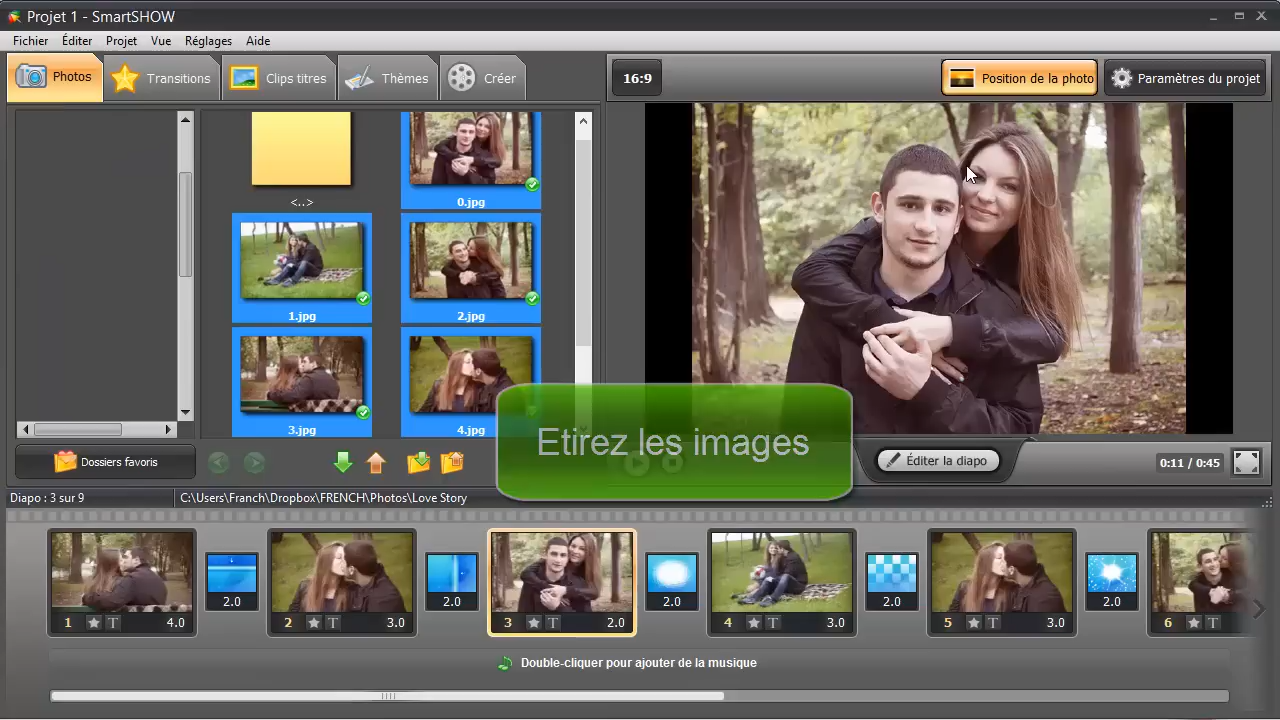 Projet 1 - SmartSHOW
Fichier Éditer Projet Vue Réglages Aide
Photos Transitions Clips titres Thèmes Créer
16:9 Position de la photo Paramètres du projet
<..> 0.jpg
1.jpg 2.jpg
3.jpg 4.jpg
Etirez les images
Dossiers favoris
Éditer la diapo 0:11 / 0:45
Diapo : 3 sur 9 C:\Users\Franch\Dropbox\FRENCH\Photos\Love Story
2.0 2.0 2.0 2.0 2.0
1 T 4.0 2 T 3.0 3 T 2.0 4 T 3.0 5 T 3.0 6 T
Double-cliquer pour ajouter de la musique